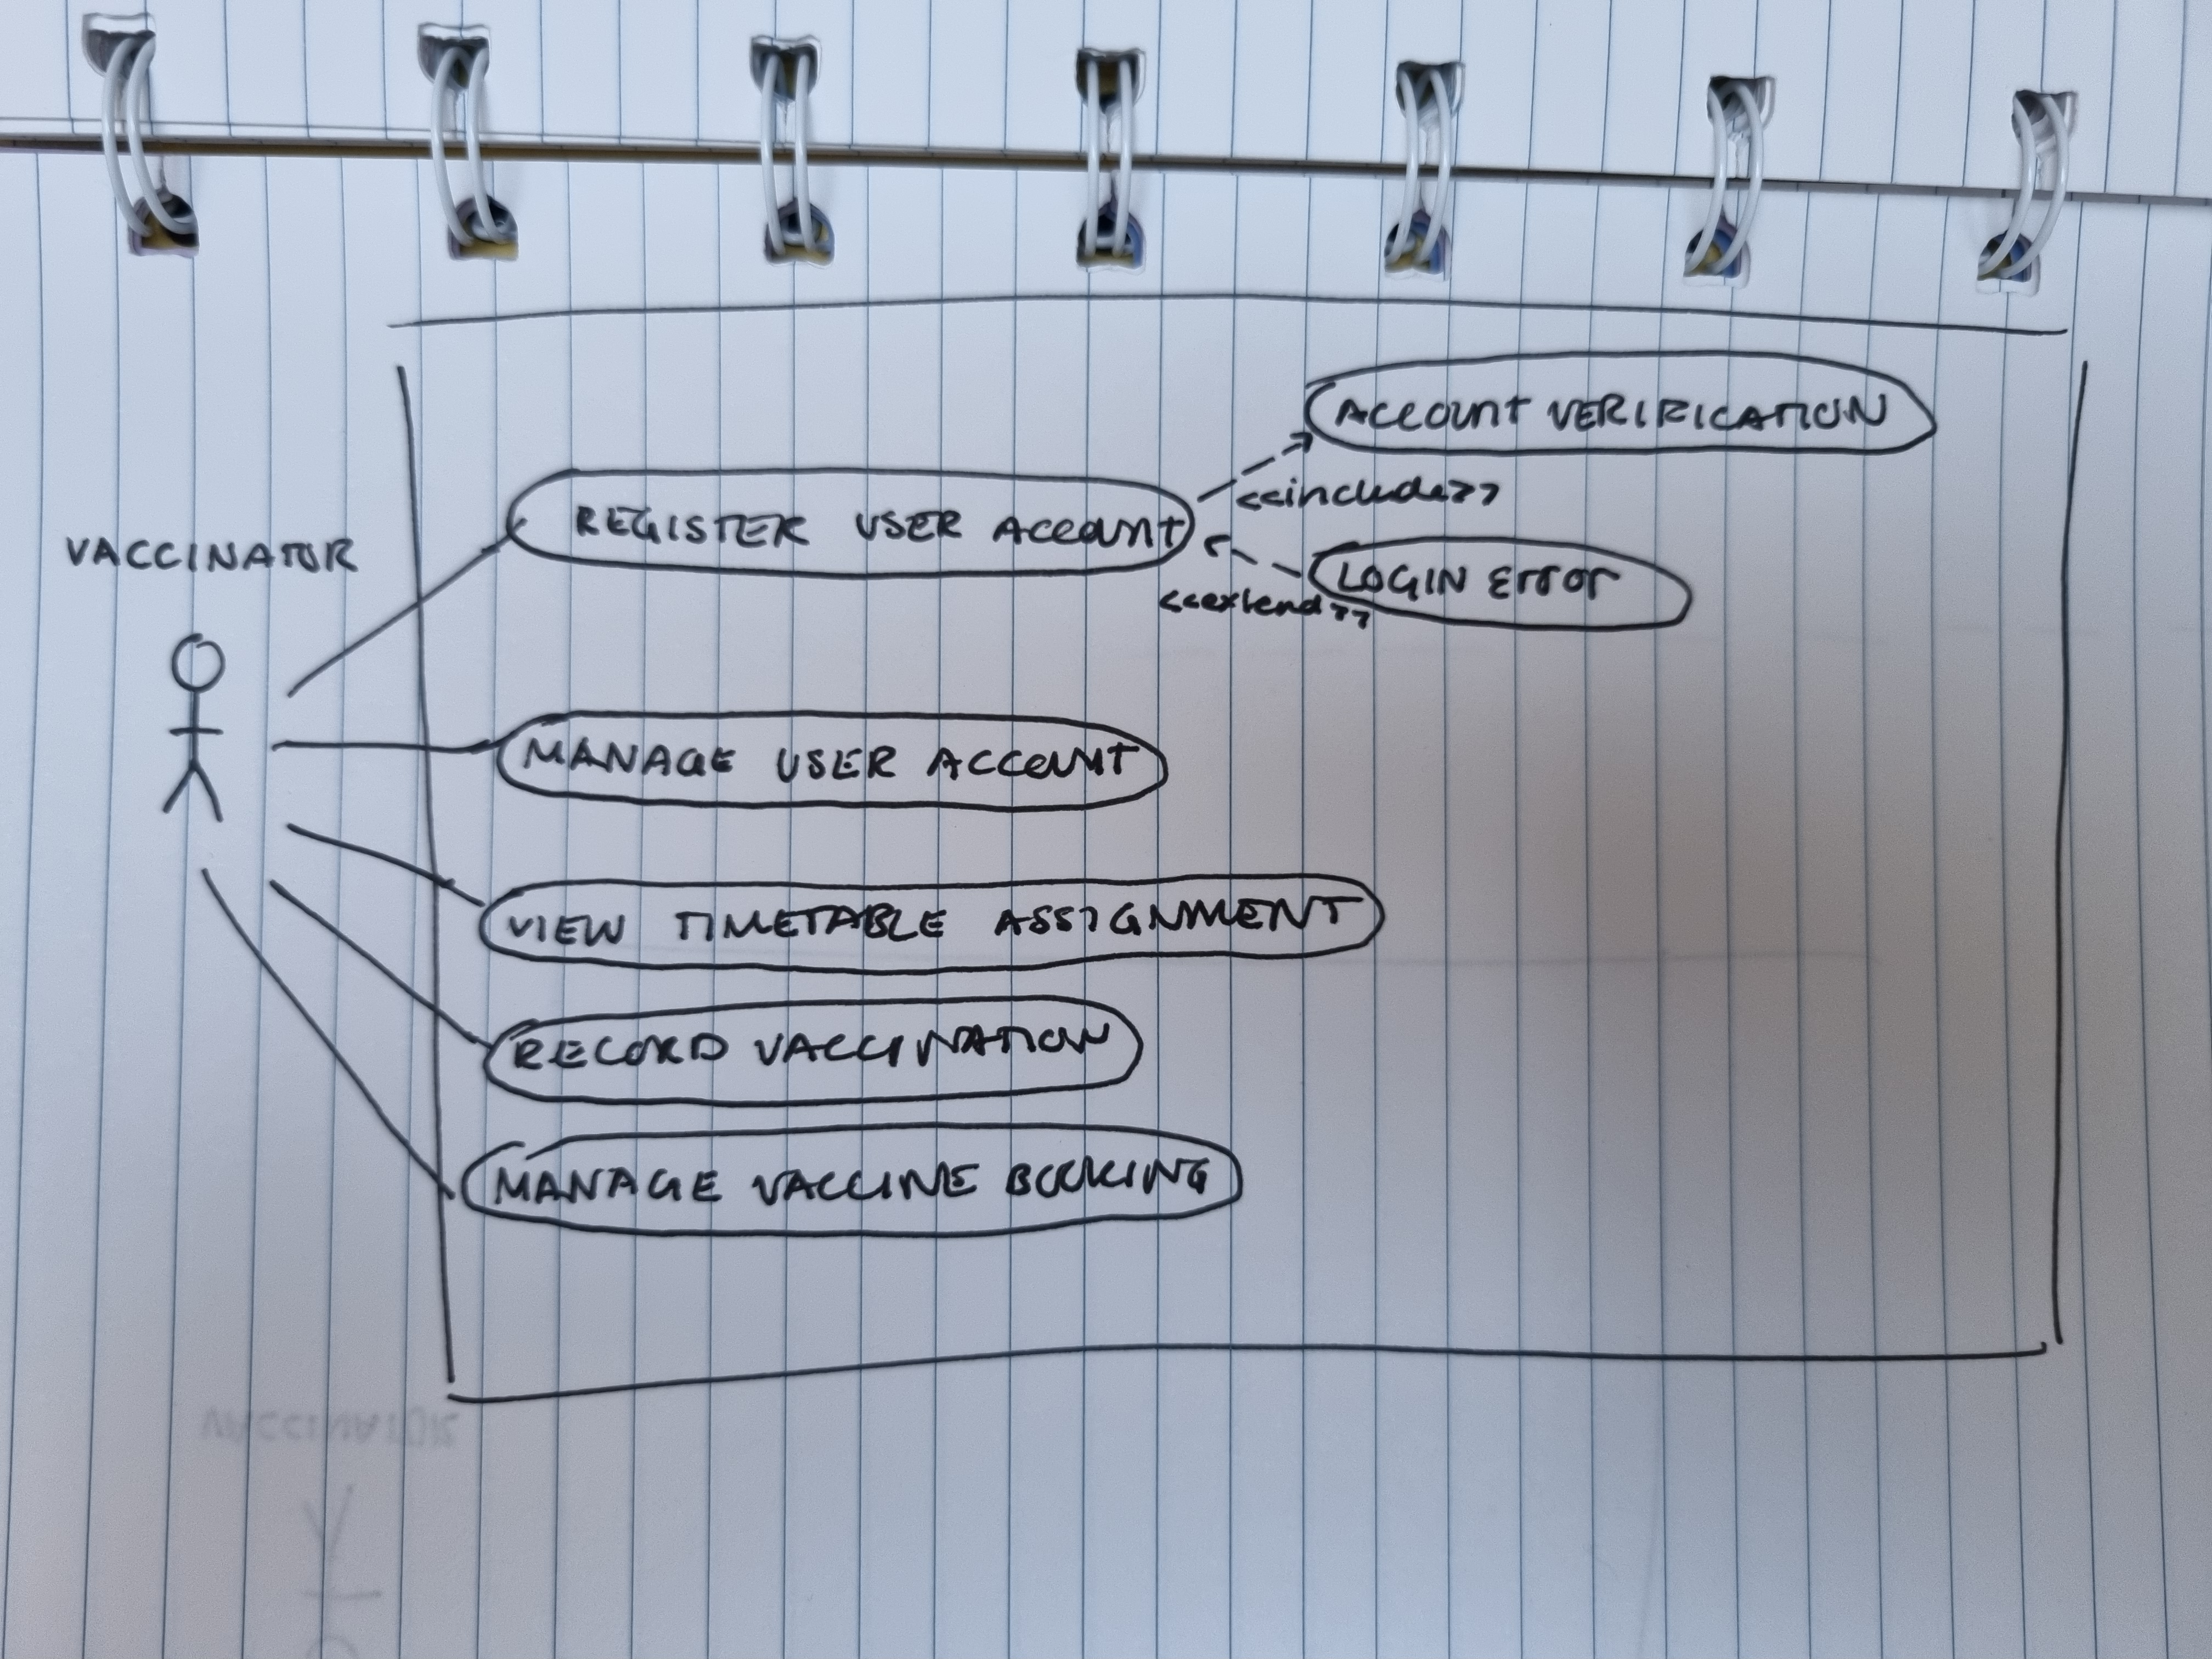 ACCOUNT VERIFICATION
<<include>>
REGISTER USER ACCOUNT
VACCINATOR
LOGIN Error
<<extend>>
MANAGE USER ACCOUNT
VIEW TIMETABLE ASSIGNMENT
RECORD VACCINATION
MANAGE VACCINE BOOKING
VACCINATOR